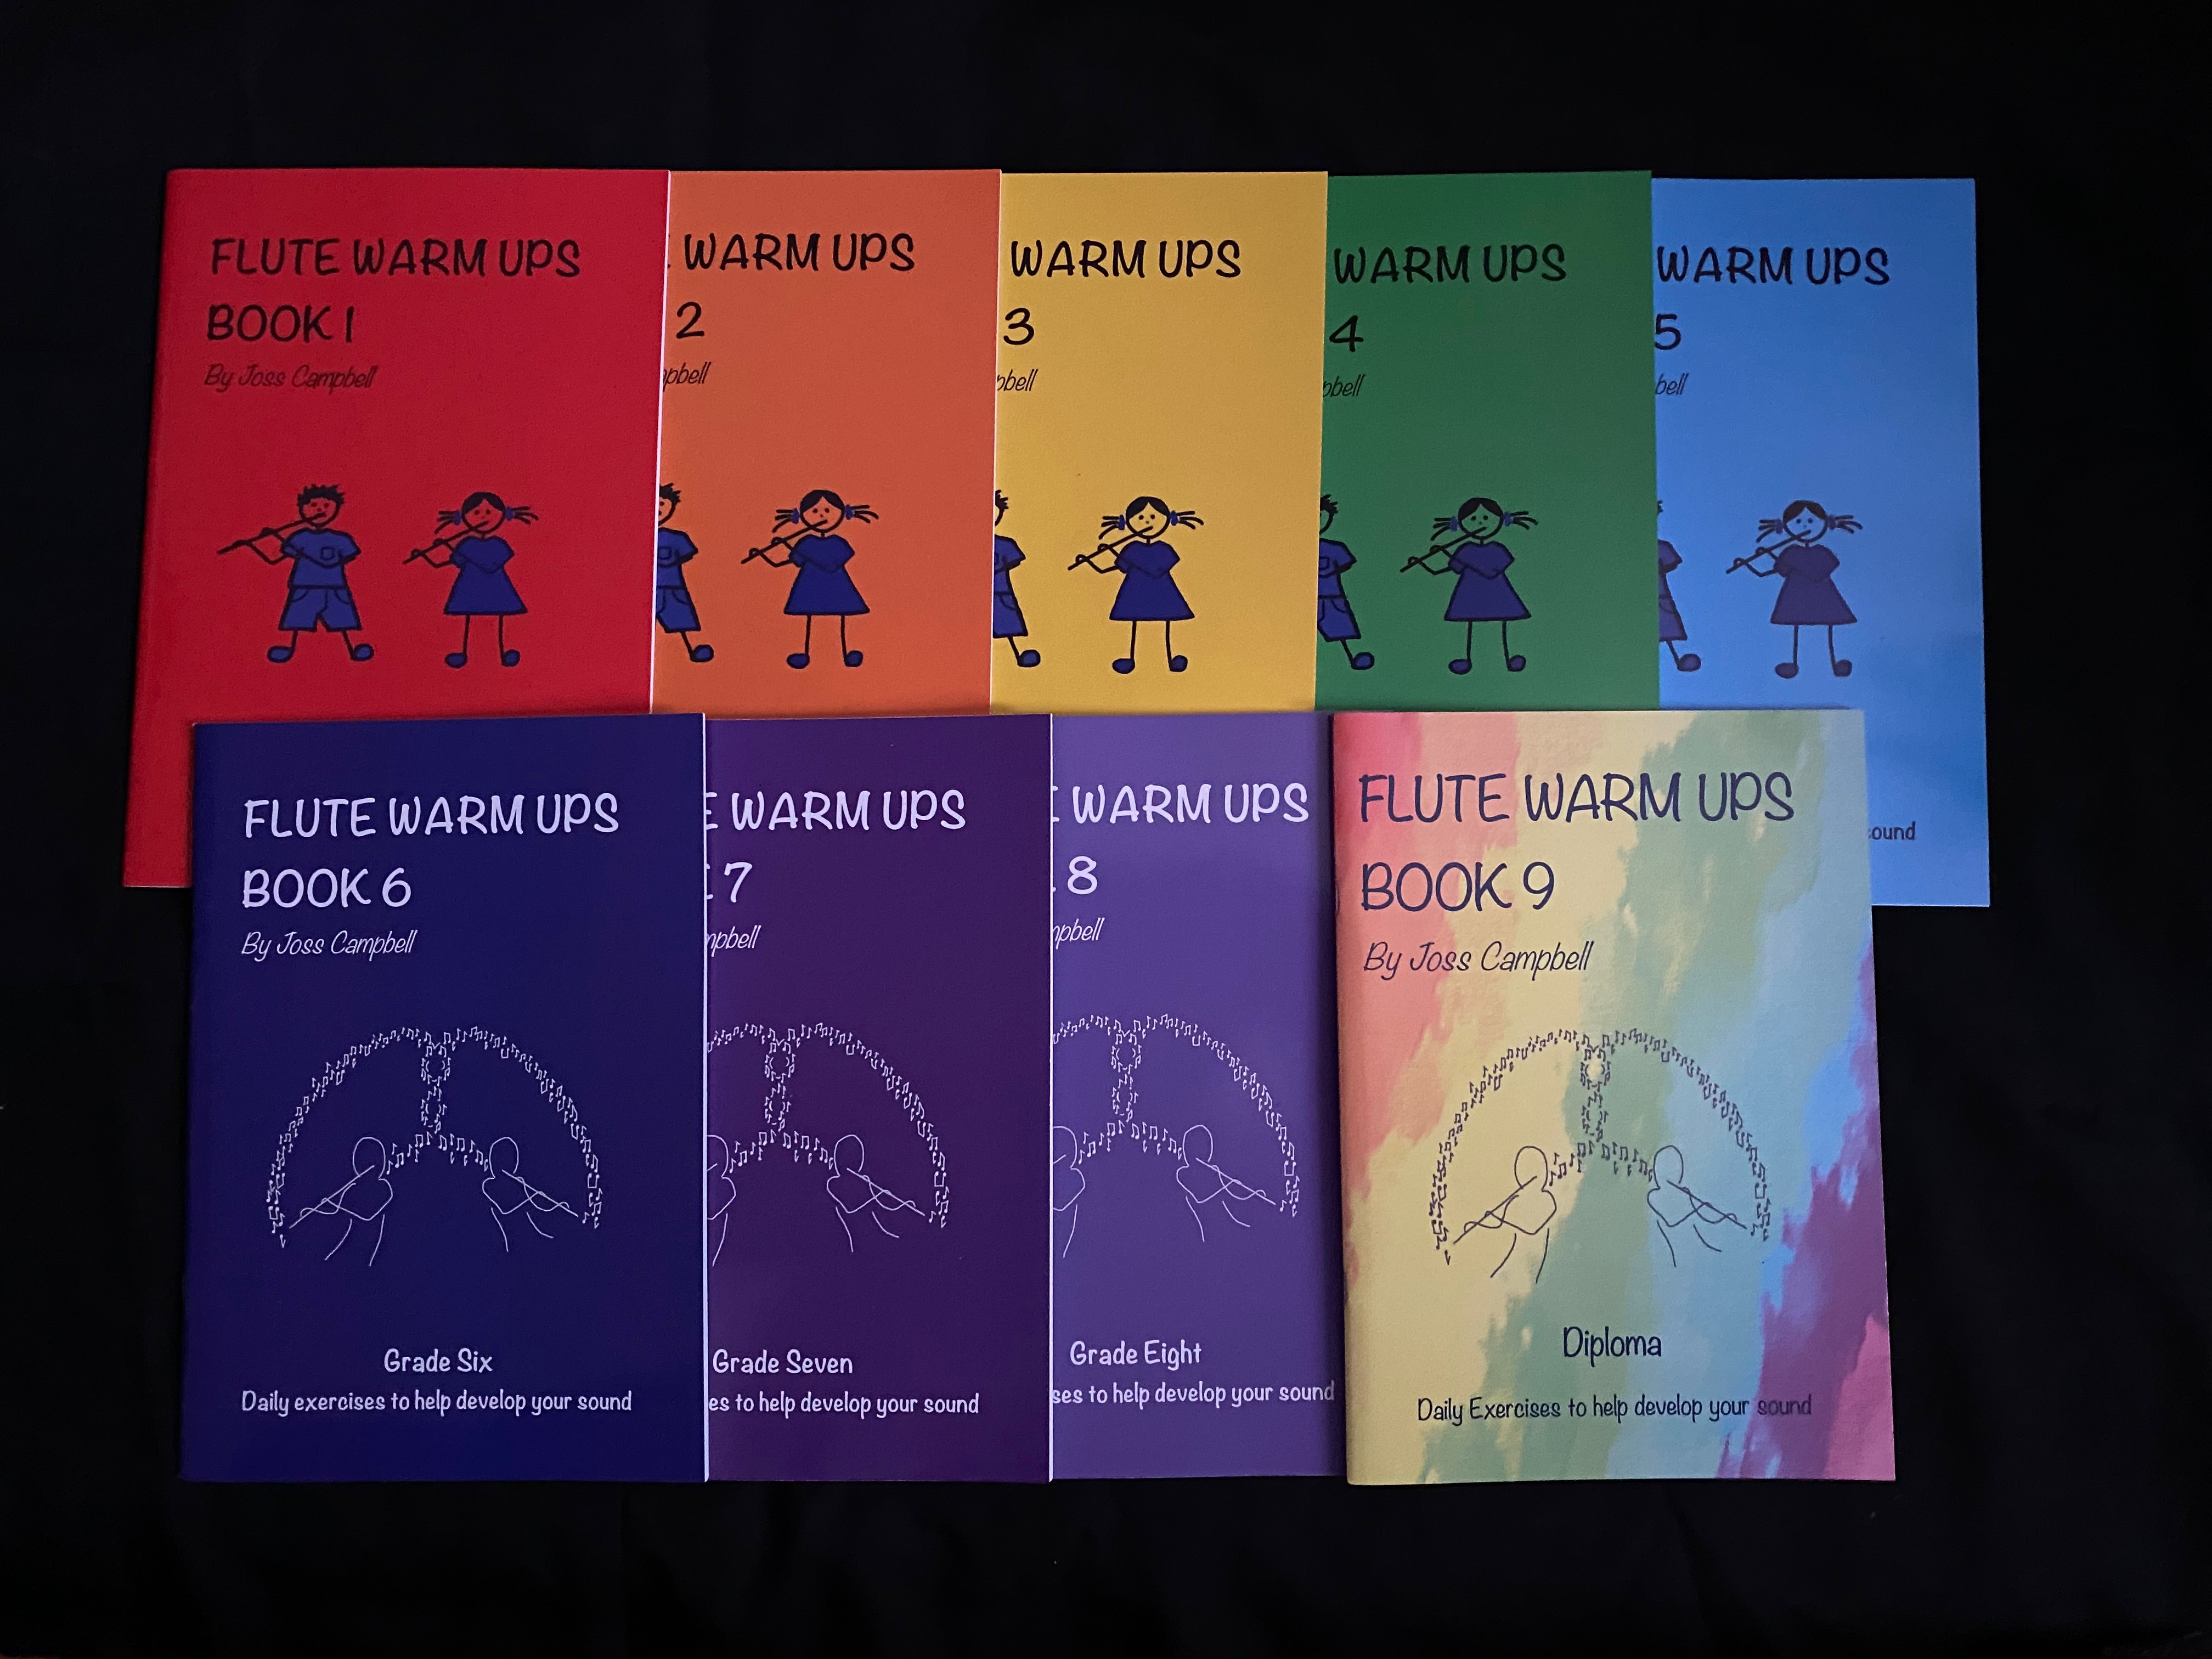 FLUTE WARM UPS
BOOK 1
By Joss Campbell
WARM UPS
2
pbell
WARM UPS
3
bell
WARM UPS
4
pbell
WARM UPS
5
bell
ound
FLUTE WARM UPS
BOOK 6
By Joss Campbell
Grade Six
Daily exercises to help develop your sound
E WARM UPS
7
mpbell
Grade Seven
es to help develop your sound
WARM UPS
8
mpbell
Grade Eight
ses to help develop your sound
FLUTE WARM UPS
BOOK 9
By Joss Campbell
Diploma
Daily Exercises to help develop your sound